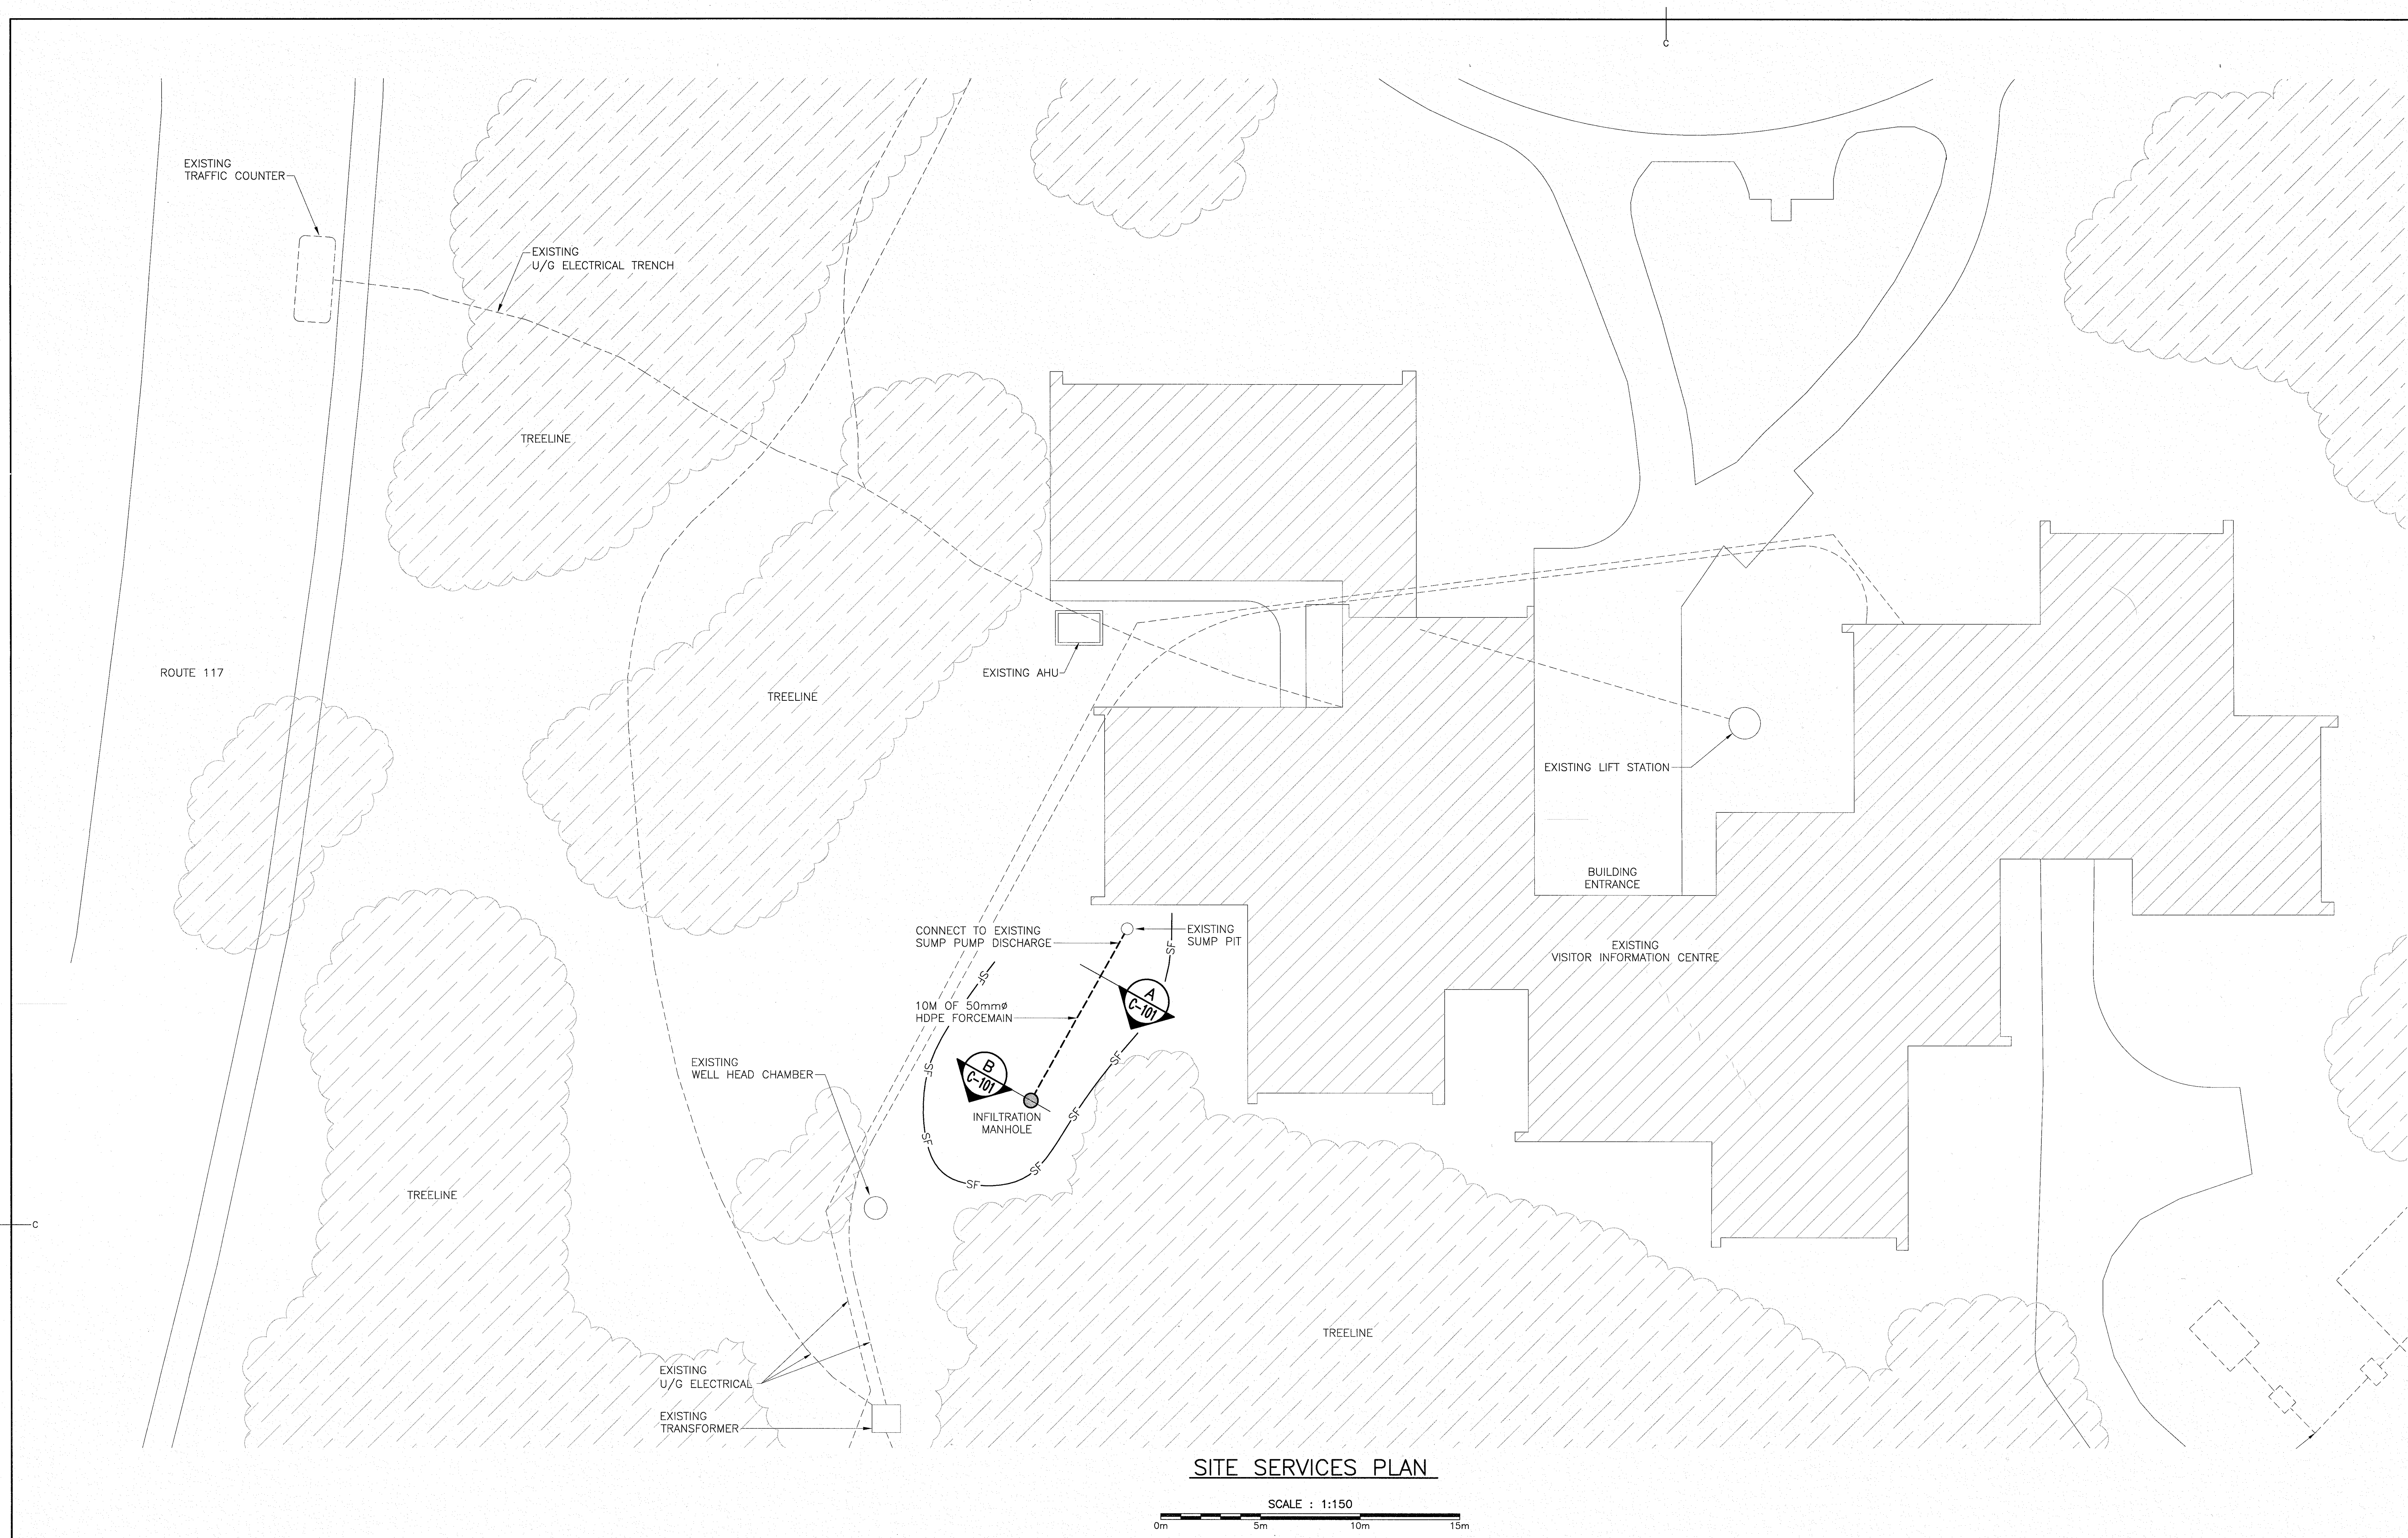 C
EXISTING
TRAFFIC COUNTER
EXISTING
U/G ELECTRICAL TRENCH
TREELINE
ROUTE 117
EXISTING AHU
TREELINE
EXISTING LIFT STATION
BUILDING
ENTRANCE
CONNECT TO EXISTING
SUMP PUMP DISCHARGE
EXISTING
SUMP PIT
SF
EXISTING
VISITOR INFORMATION CENTRE
SF
A
C-101
10M OF 50mmø
HDPE FORCEMAIN
EXISTING
WELL HEAD CHAMBER
SF
B
C-101
SF
INFILTRATION
MANHOLE
SF
SF
SF
SF
TREELINE
C
TREELINE
EXISTING
U/G ELECTRICAL
EXISTING
TRANSFORMER
SITE SERVICES PLAN
SCALE : 1:150
0m 5m 10m 15m